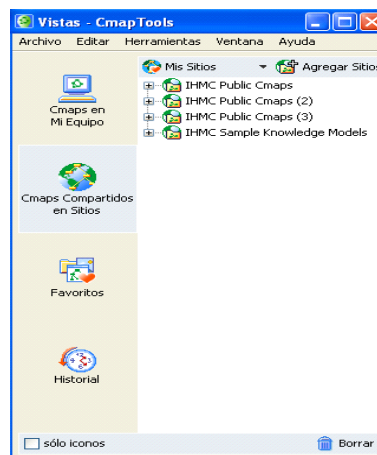 Vistas - CmapTools
Archivo Editar Herramientas Ventana Ayuda
Mis Sitios Agregar Sitios
IHMC Public Cmaps
IHMC Public Cmaps (2)
IHMC Public Cmaps (3)
IHMC Sample Knowledge Models
Cmaps en
Mi Equipo
Cmaps Compartidos
en Sitios
Favoritos
Historial
sólo iconos Borrar